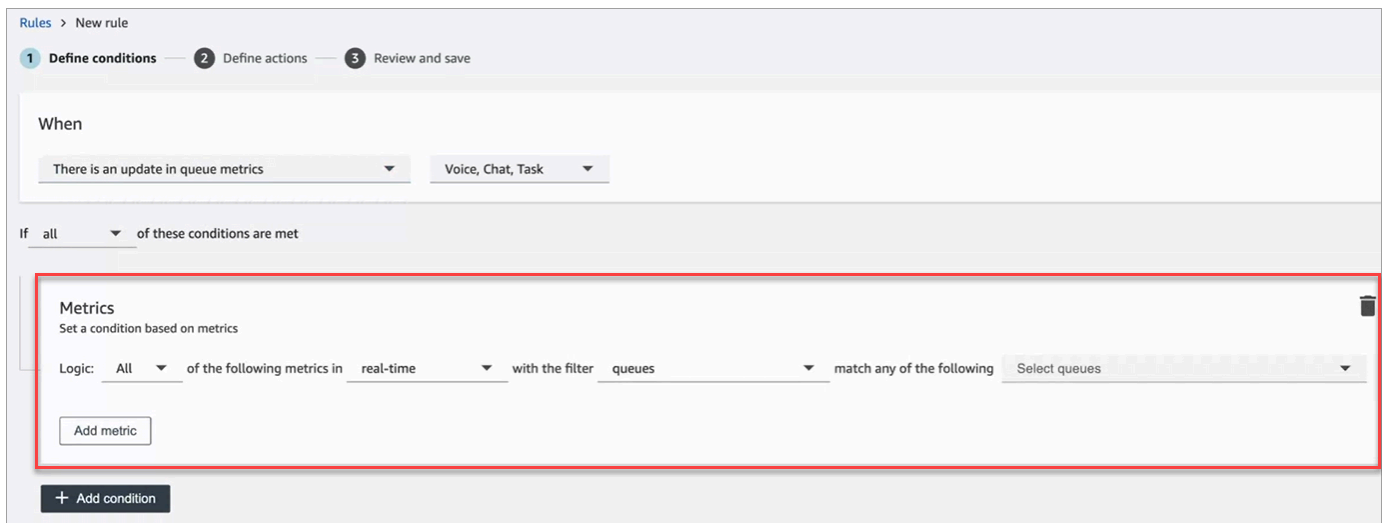 Rules > New rule
1 Define conditions 2 Define actions 3 Review and save
When
There is an update in queue metrics Voice, Chat, Task
If all of these conditions are met
Metrics
Set a condition based on metrics
Logic: All of the following metrics in real-time with the filter queues match any of the following Select queues
Add metric
+ Add condition